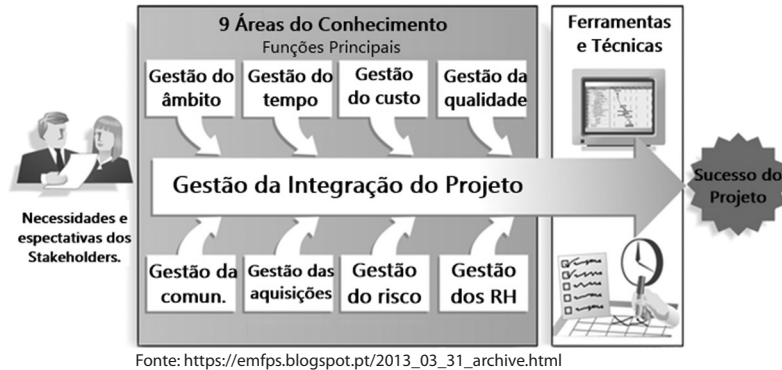 9 Áreas do Conhecimento
Funções Principais
Gestão do
âmbito
Gestão do
tempo
Gestão
do custo
Gestão da
qualidade
Ferramentas
e Técnicas
Necessidades e
espectativas dos
Stakeholders.
Gestão da Integração do Projeto
Sucesso do
Projeto
Gestão da
comun.
Gestão das
aquisições
Gestão
do risco
Gestão
dos RH
Fonte: https://emfps.blogspot.pt/2013_03_31_archive.html